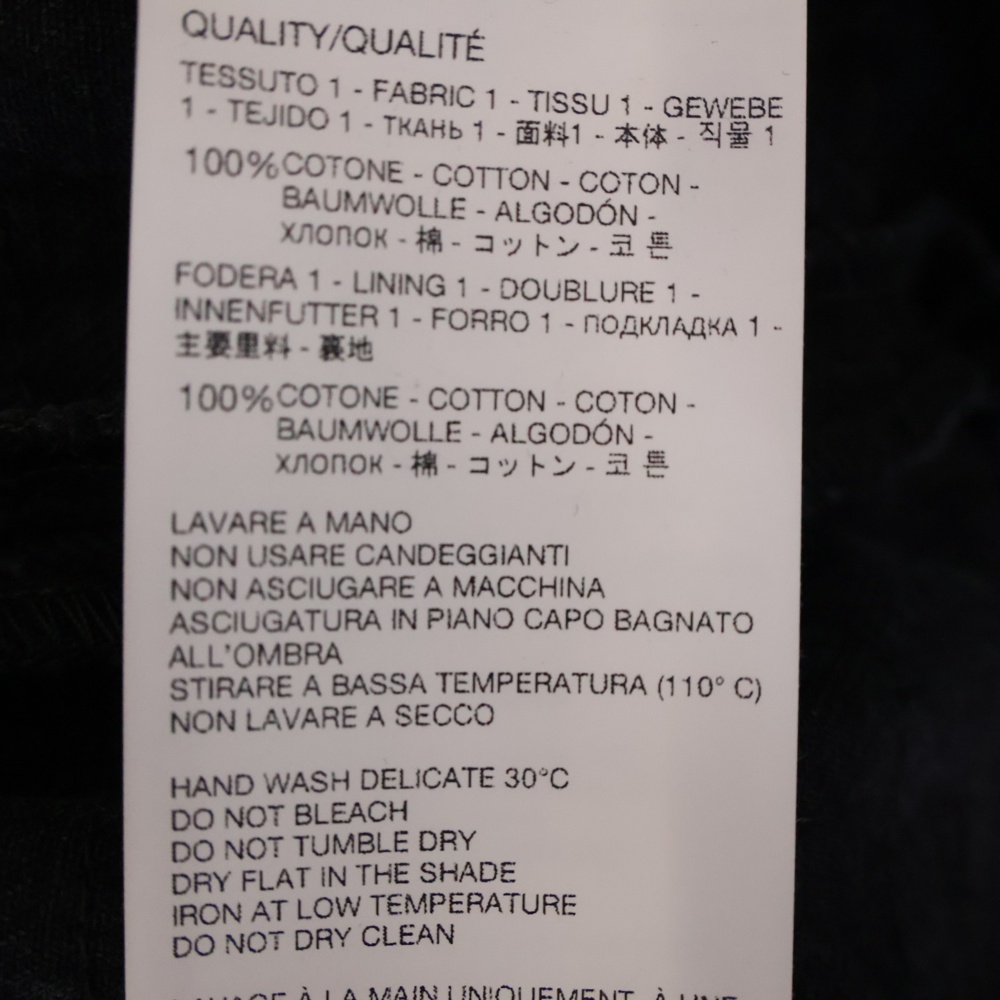 QUALITY/QUALITÉ
TESSUTO 1 - FABRIC 1 - TISSU 1 - GEWEBE
1 - TEJIDO 1 - ТКАНЬ 1 - 面料1 - 本体 - 직물 1
100% COTONE - COTTON - COTON -
BAUMWOLLE - ALGODÓN -
ХЛОПОК - 棉 - コットン - 코 튼
FODERA 1 - LINING 1 - DOUBLURE 1 -
INNENFUTTER 1 - FORRO 1 - ПОДКЛАДКА 1 -
主要里料 - 裏地
100% COTONE - COTTON - COTON -
BAUMWOLLE - ALGODÓN -
ХЛОПОК - 棉 - コットン - 코 튼
LAVARE A MANO
NON USARE CANDEGGIANTI
NON ASCIUGARE A MACCHINA
ASCIUGATURA IN PIANO CAPO BAGNATO
ALL'OMBRA
STIRARE A BASSA TEMPERATURA (110° C)
NON LAVARE A SECCO
HAND WASH DELICATE 30°C
DO NOT BLEACH
DO NOT TUMBLE DRY
DRY FLAT IN THE SHADE
IRON AT LOW TEMPERATURE
DO NOT DRY CLEAN
À LA MAIN UNIQUEMENT À UNE